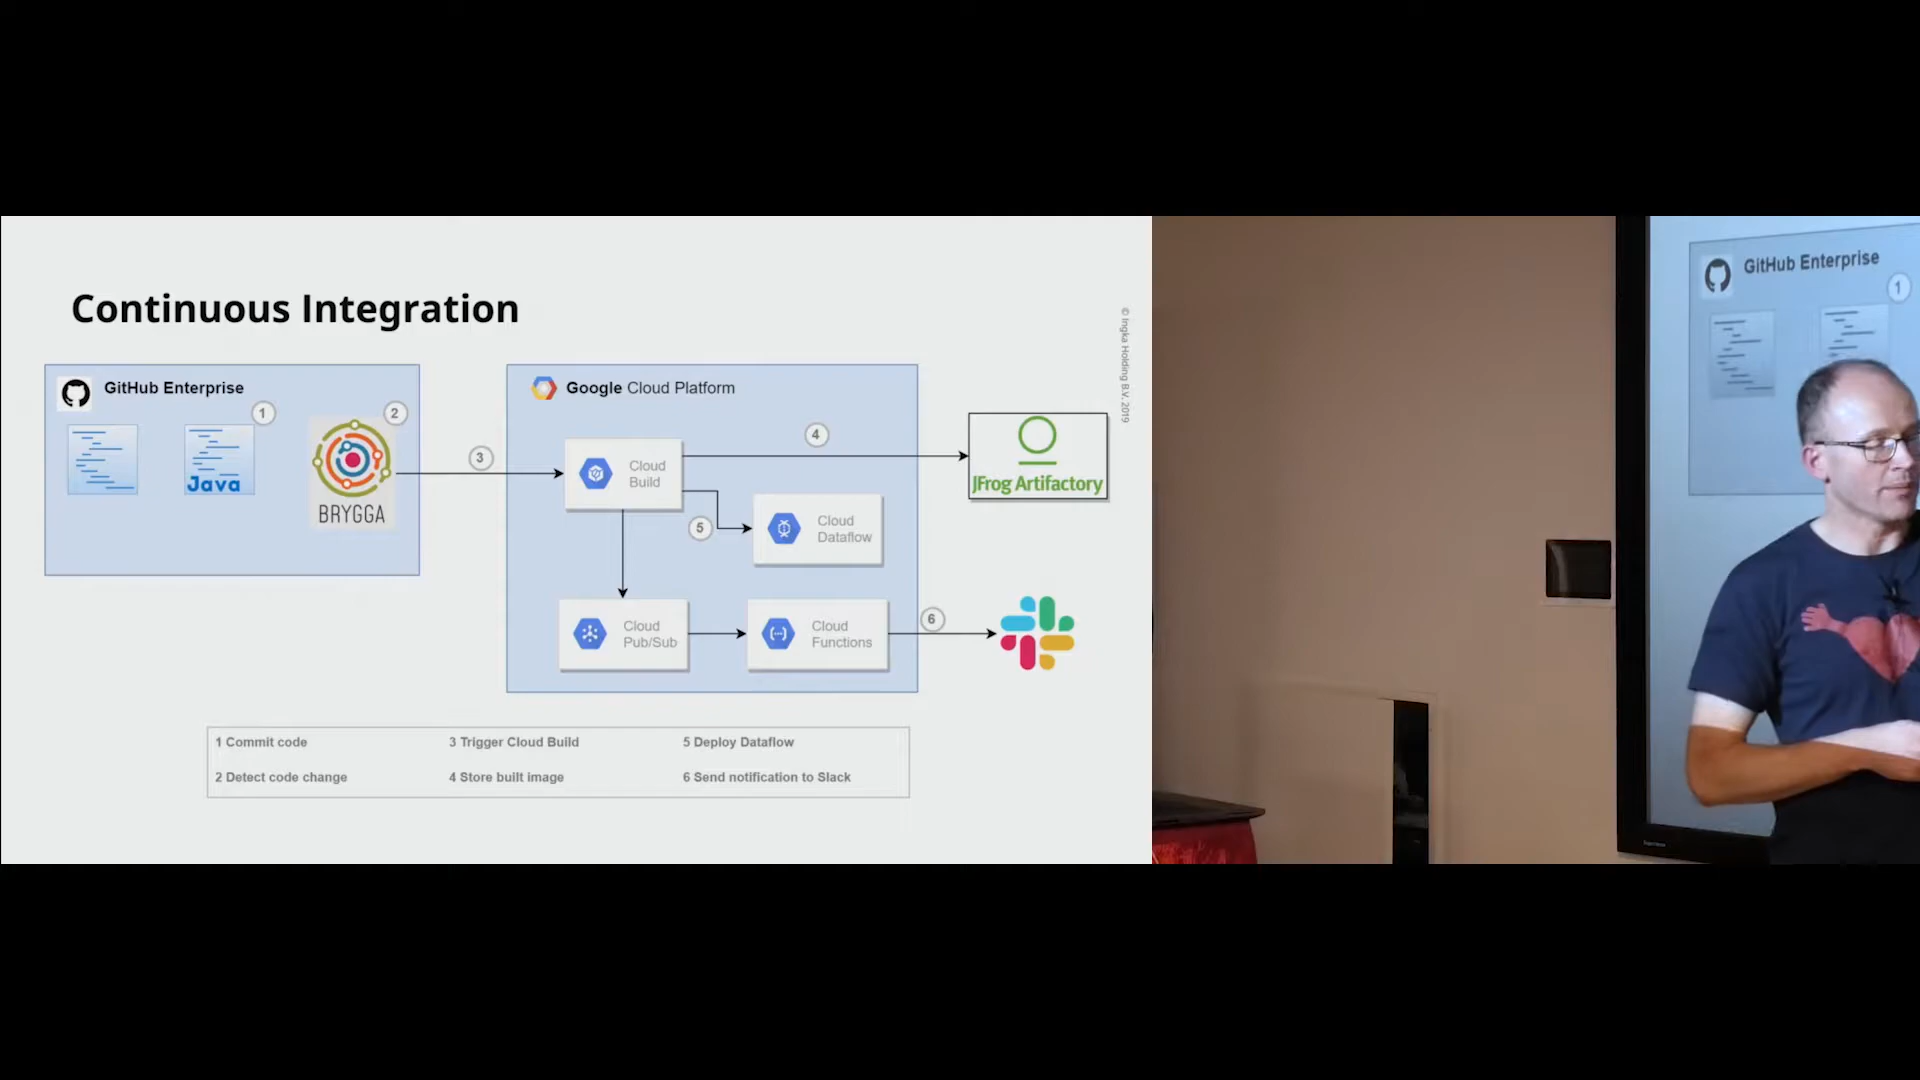 Continuous Integration
© Ingka Holding B.V. 2019
GitHub Enterprise
1
2
Java
BRYGGA
3
Google Cloud Platform
Cloud
Build
4
JFrog Artifactory
5
Cloud
Dataflow
Cloud
Pub/Sub
Cloud
Functions
6
1 Commit code
3 Trigger Cloud Build
5 Deploy Dataflow
2 Detect code change
4 Store built image
6 Send notification to Slack
GitHub Enterprise
1